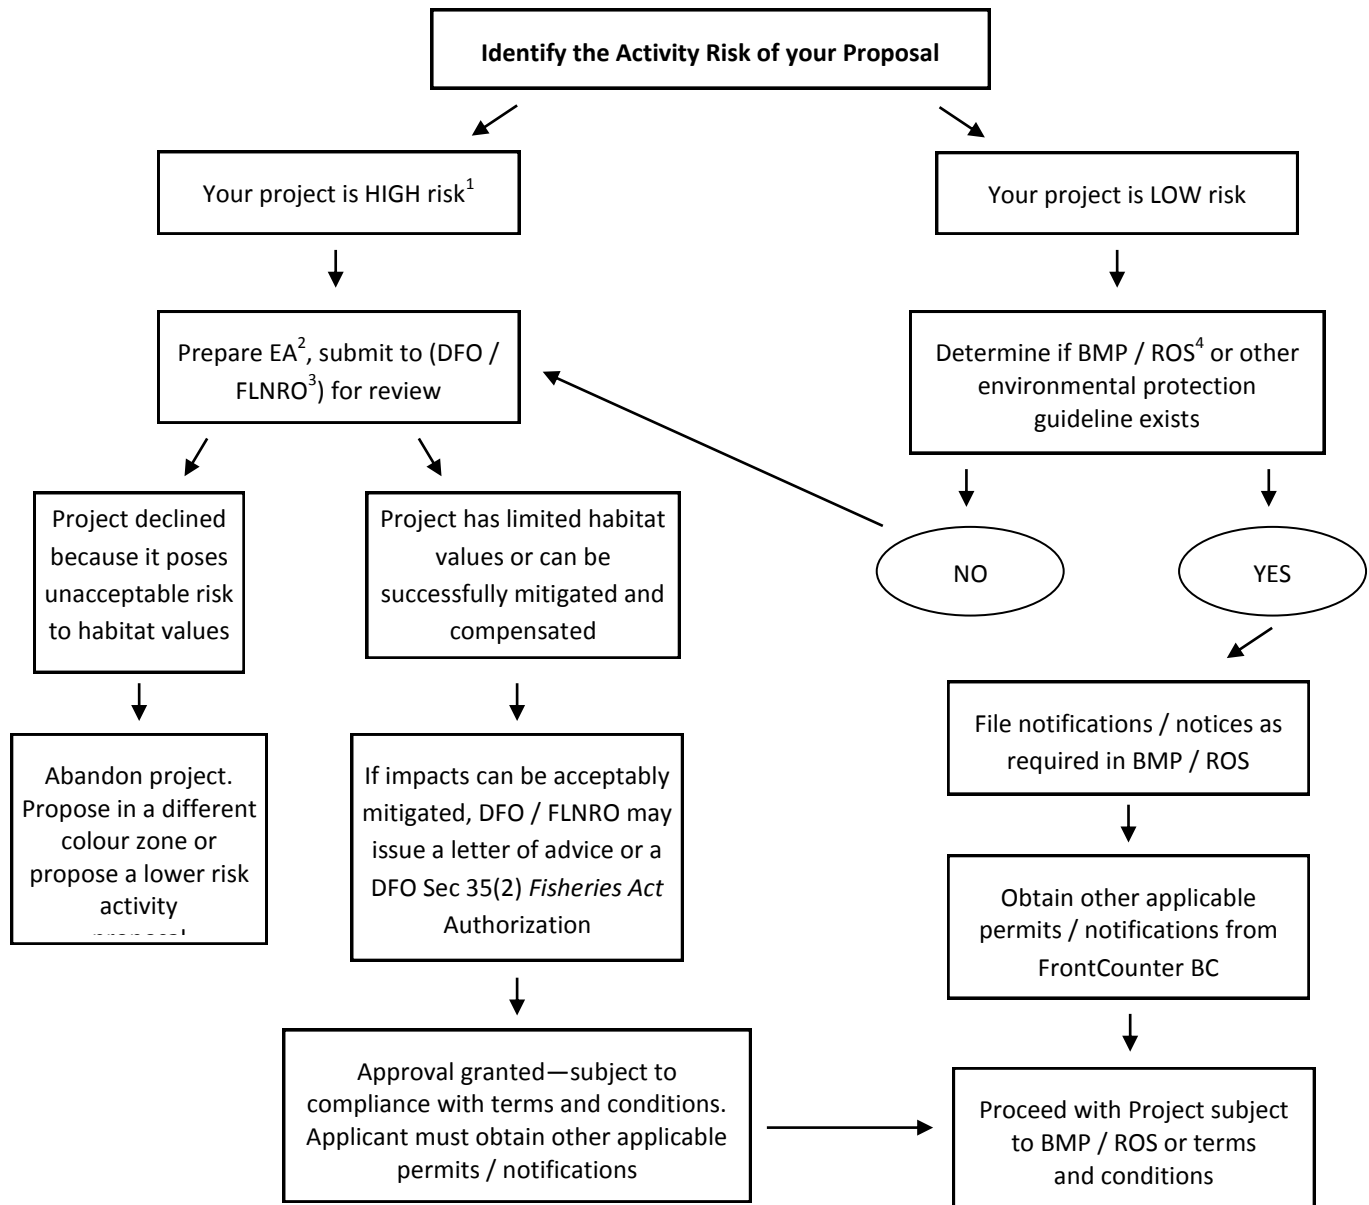 Identify the Activity Risk of your Proposal
Your project is HIGH risk¹
Your project is LOW risk
Prepare EA², submit to (DFO /
FLNRO³) for review
Determine if BMP / ROS⁴ or other
environmental protection
guideline exists
Project declined
because it poses
unacceptable risk
to habitat values
Project has limited habitat
values or can be
successfully mitigated and
compensated
NO
YES
File notifications / notices as
required in BMP / ROS
Abandon project.
Propose in a different
colour zone or
propose a lower risk
activity
If impacts can be acceptably
mitigated, DFO / FLNRO may
issue a letter of advice or a
DFO Sec 35(2) Fisheries Act
Authorization
Obtain other applicable
permits / notifications from
FrontCounter BC
Approval granted—subject to
compliance with terms and conditions.
Applicant must obtain other applicable
permits / notifications
Proceed with Project subject
to BMP / ROS or terms
and conditions